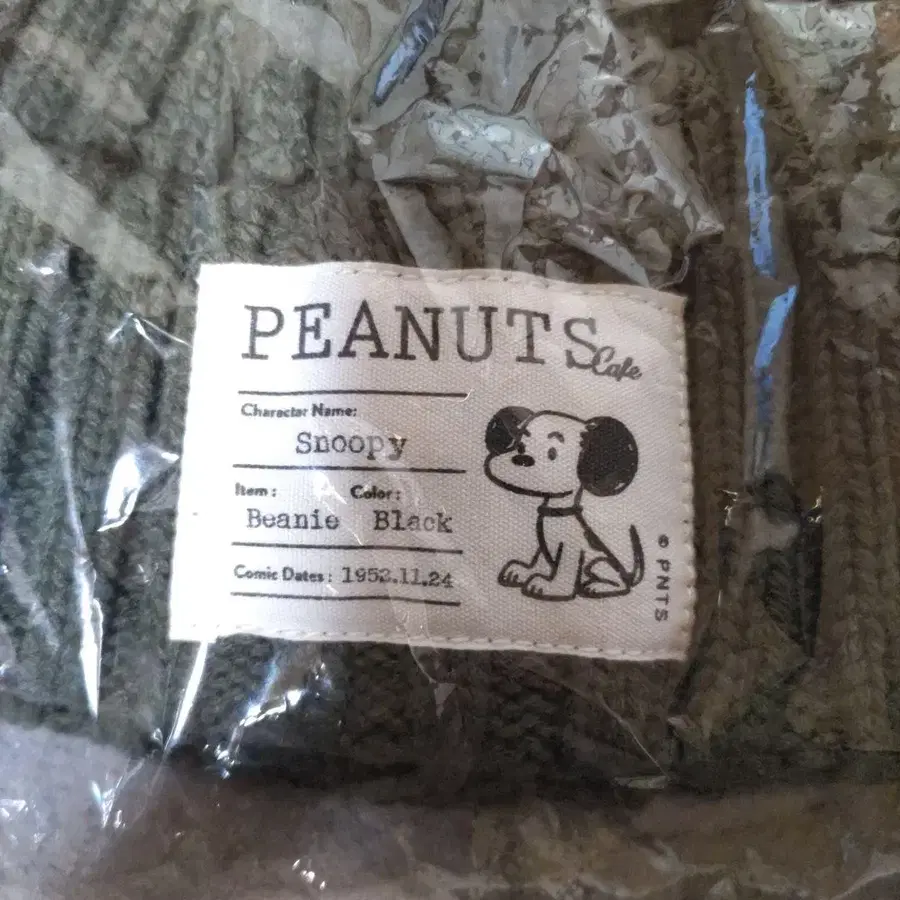 PEANUTS Cafe
Character Name:
Snoopy
Item: Color:
Beanie Black
Comic Dates: 1952.11.24
© PNTS